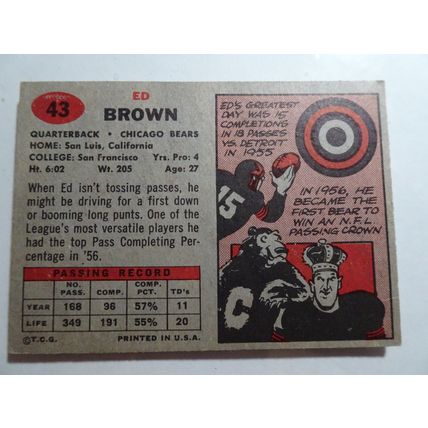 43
ED
BROWN
QUARTERBACK • CHICAGO BEARS
HOME: San Luis, California
COLLEGE: San Francisco Yrs. Pro: 4
Ht. 6:02 Wt. 205 Age: 27
When Ed isn't tossing passes, he
might be driving for a first down
or booming long punts. One of the
League's most versatile players he
had the top Pass Completing Per-
centage in '56.
PASSING RECORD
NO. PASS. COMP. PCT. COMP. TD's
YEAR 168 96 57% 11
LIFE 349 191 55% 20
©T.C.G. PRINTED IN U.S.A.
ED'S GREATEST
DAY WAS 15
COMPLETIONS
IN 18 PASSES
VS. DETROIT
IN 1955
15
IN 1956, HE
BECAME THE
FIRST BEAR TO
WIN AN N.F.L.
PASSING CROWN
C